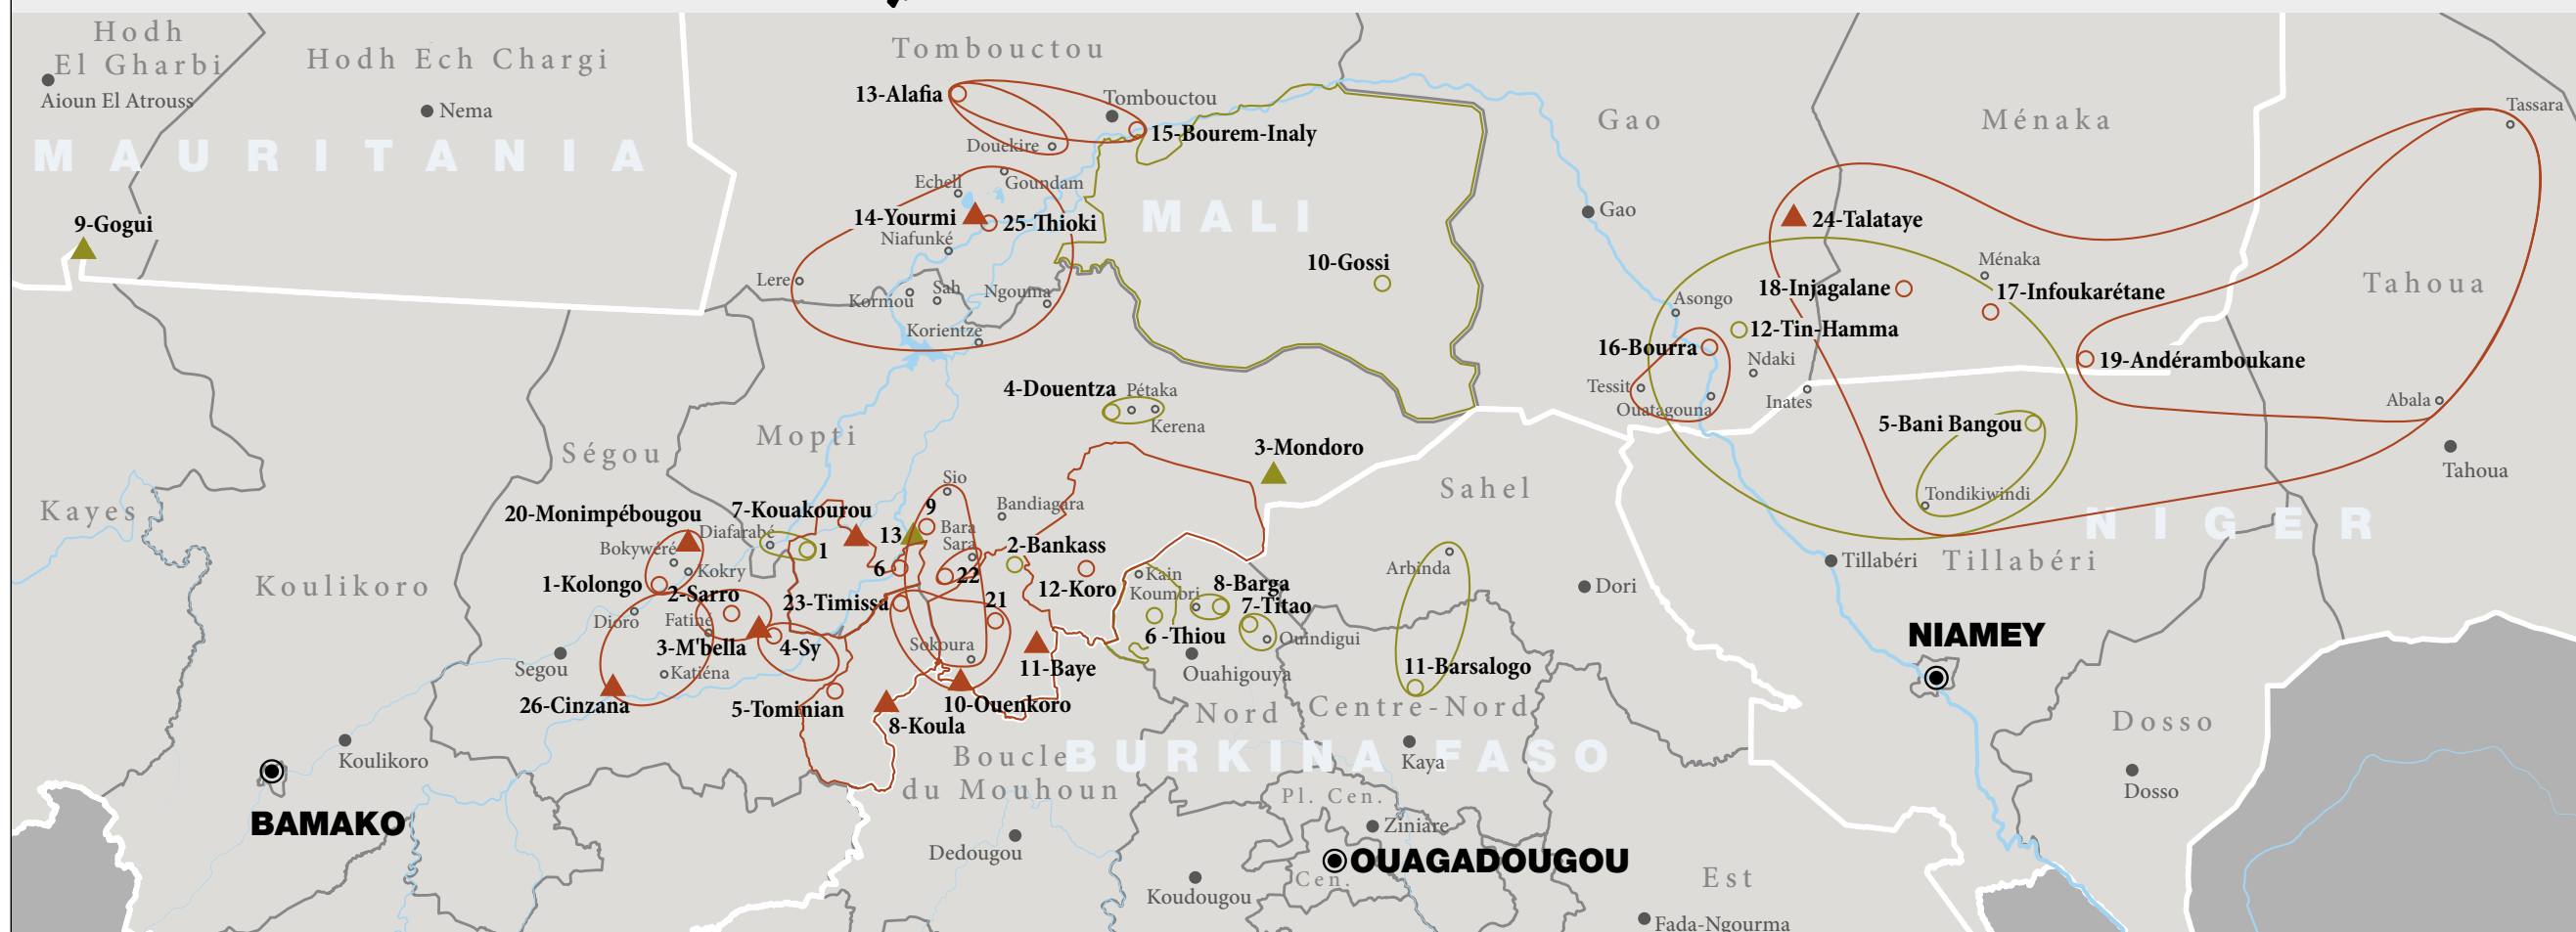 Hodh
El Gharbi
Aioun El Atrouss
Hodh Ech Chargi
Nema
MAURITANIA
9-Gogui
Tombouctou
13-Alafia
Tombouctou
15-Bourem-Inaly
Douekire
Echell
Goundam
14-Yourmi
25-Thioki
Niafunké
Lere
Kormou
Sah
Ngouma
Korientze
MALI
10-Gossi
Gao
Gao
Ménaka
Tassara
24-Talataye
Ménaka
18-Injagalane
17-Infoukarétane
Asongo
12-Tin-Hamma
16-Bourra
Ndaki
Tessit
Ouatagouna
Inates
19-Andéramboukane
Tahoua
Abala
Tahoua
5-Bani Bangou
Tondikiwindi
NIGER
Tillabéri
Tillabéri
4-Douentza
Pétaka
Kerena
3-Mondoro
Mopti
Ségou
Kayes
Koulikoro
20-Monimpébougou
7-Kouakourou
Diafarabé
Bokywéré
Kokry
1
1-Kolongo
2-Sarro
Dioro
Fatine
3-M'bella
4-Sy
Segou
Katiéna
26-Cinzana
5-Tominian
Sio
9
Bandiagara
13
Bara
Sara
6
22
2-Bankass
23-Timissa
21
12-Koro
Sokoura
11-Baye
10-Ouenkoro
8-Koula
Kain
Koumbri
8-Barga
7-Titao
6 -Thiou
Ouindigui
Ouahigouya
Sahel
Arbinda
Dori
11-Barsalogo
NIAMEY
Nord
Centre-Nord
Boucle
du Mouhoun
BURKINA FASO
Kaya
Dosso
Dosso
Koulikoro
BAMAKO
Pl. Cen.
Ziniare
Dedougou
OUAGADOUGOU
Cen.
Koudougou
Est
Fada-Ngourma